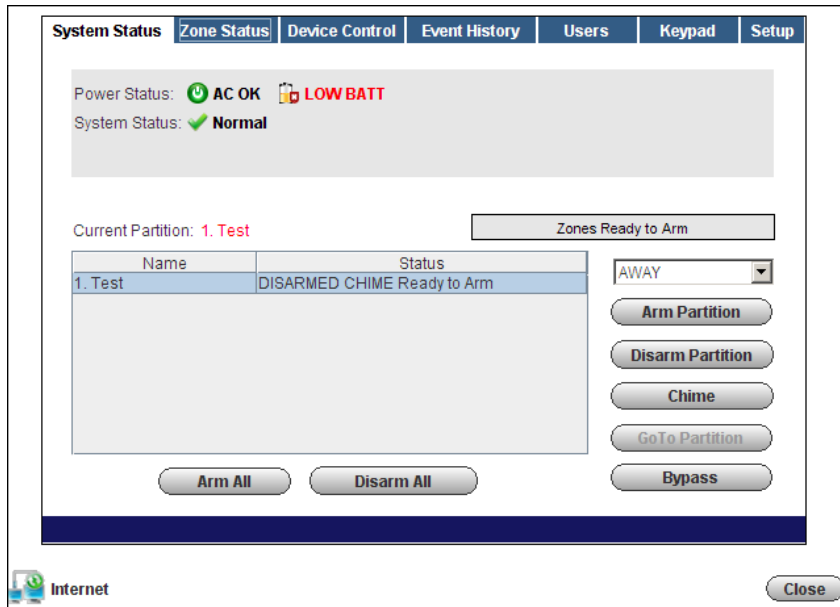 System Status Zone Status Device Control Event History Users Keypad Setup
Power Status: AC OK LOW BATT
System Status: Normal
Current Partition: 1. Test
Zones Ready to Arm
Name Status
1. Test DISARMED CHIME Ready to Arm
AWAY
Arm Partition
Disarm Partition
Chime
GoTo Partition
Bypass
Arm All Disarm All
Internet
Close